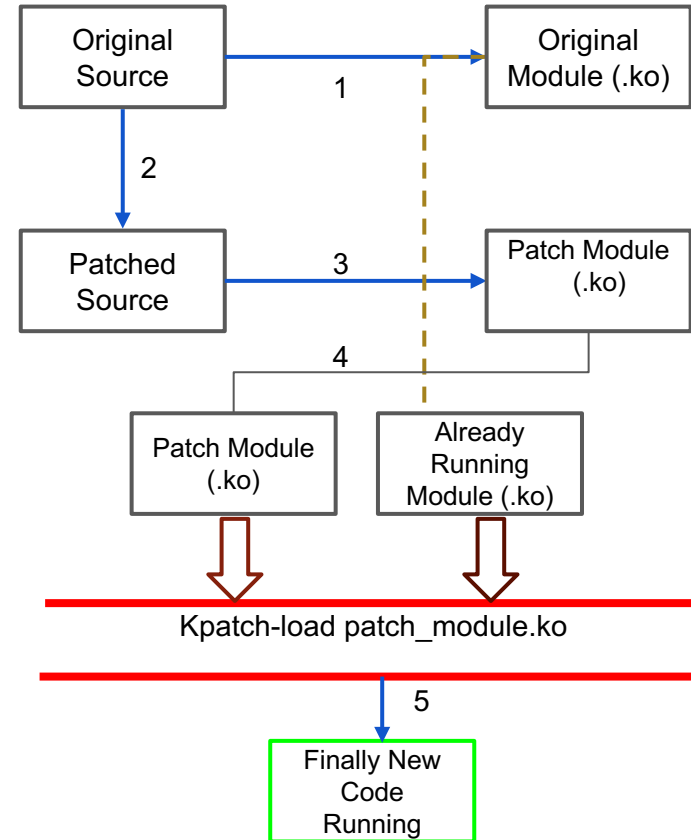 Original
Source
1
Original
Module (.ko)
2
Patched
Source
3
Patch Module
(.ko)
4
Patch Module
(.ko)
Already
Running
Module (.ko)
Kpatch-load patch_module.ko
5
Finally New
Code
Running